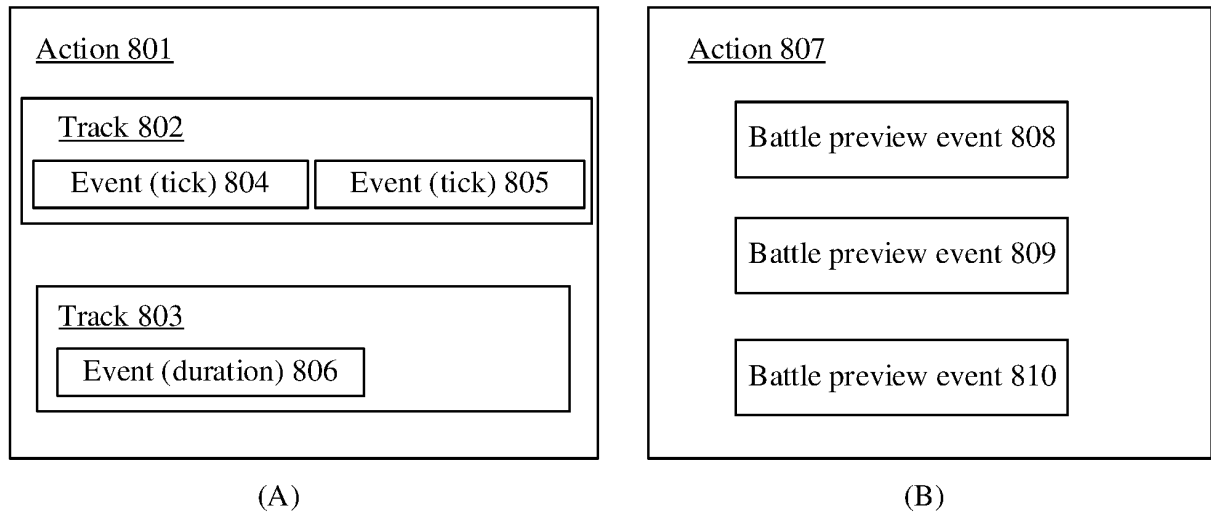 Action 801
Track 802
Event (tick) 804
Event (tick) 805
Track 803
Event (duration) 806
(A)
Action 807
Battle preview event 808
Battle preview event 809
Battle preview event 810
(B)